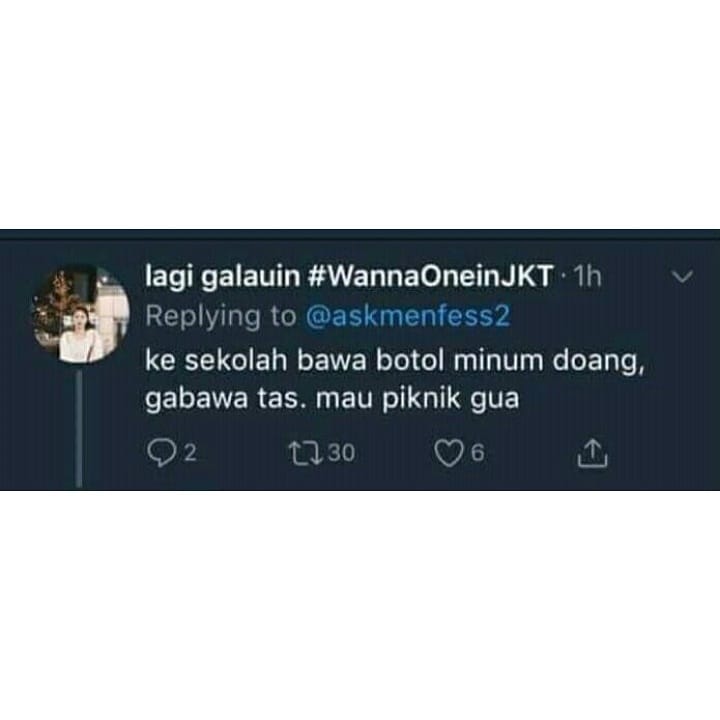 lagi galauin #WannaOneinJKT · 1h
Replying to @askmenfess2
ke sekolah bawa botol minum doang,
gabawa tas. mau piknik gua
2 30 6